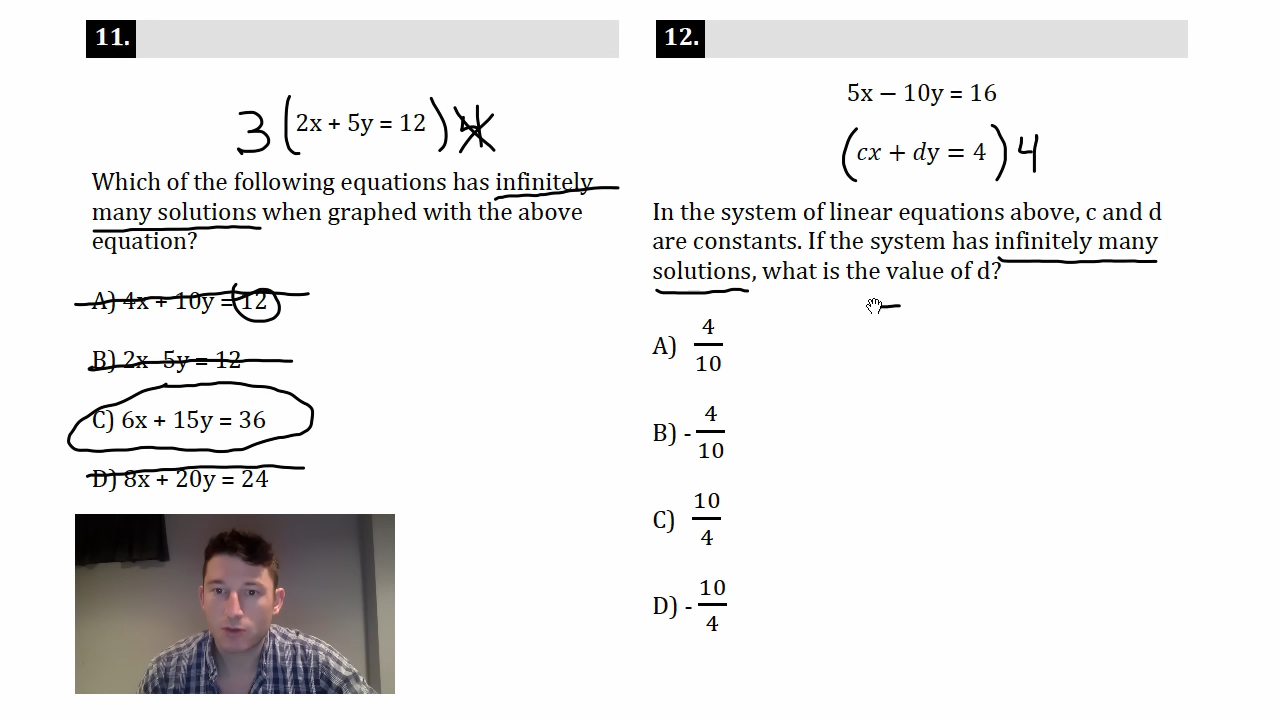 11.
3 (2x + 5y = 12) 4
Which of the following equations has infinitely
many solutions when graphed with the above
equation?
A) 4x + 10y = 12
B) 2x - 5y = 12
C) 6x + 15y = 36
D) 8x + 20y = 24
12.
5x − 10y = 16
(cx + dy = 4) 4
In the system of linear equations above, c and d
are constants. If the system has infinitely many
solutions, what is the value of d?
A) 4/10
B) - 4/10
C) 10/4
D) - 10/4